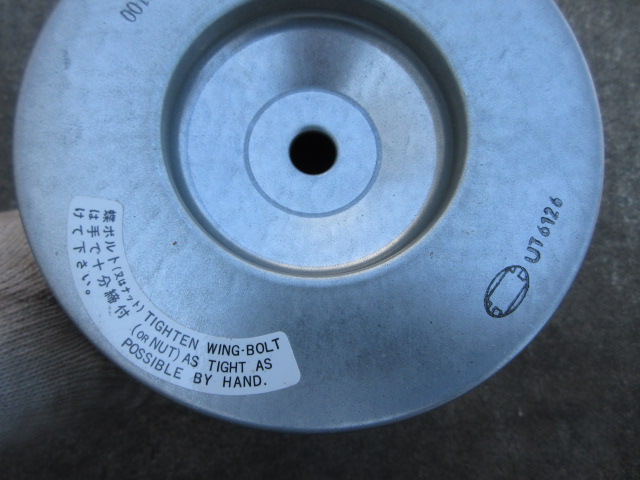 蝶ボルト(又はナット)
は手で十分締付
けて下さい。
TIGHTEN WING-BOLT
(OR NUT) AS TIGHT AS
POSSIBLE BY HAND.
UT6126